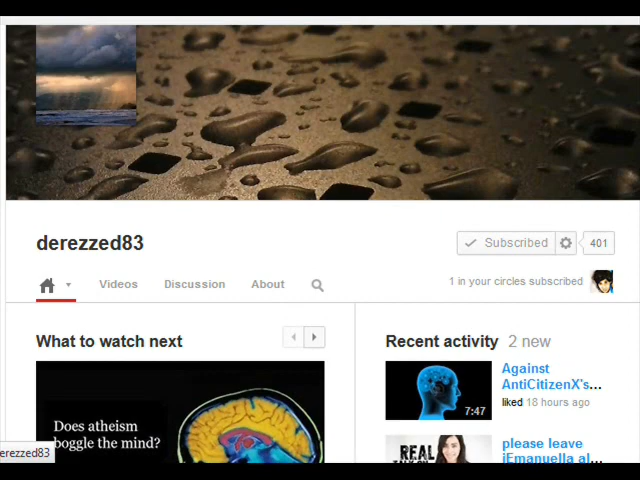 derezzed83
Subscribed
401
Videos
Discussion
About
1 in your circles subscribed
What to watch next
Recent activity 2 new
Does atheism
boggle the mind?
7:47
Against
AntiCitizenX's...
liked 18 hours ago
REAL
please leave
iEmanuella al...
erezzed83